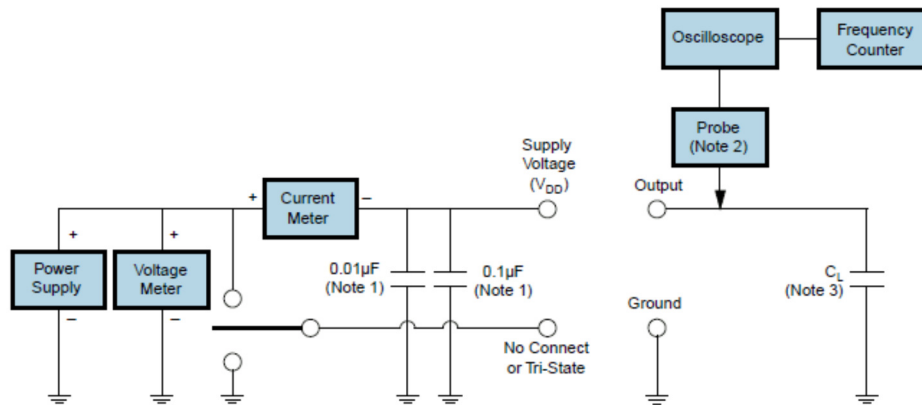 Oscilloscope
Frequency
Counter
Probe
(Note 2)
Supply
Voltage
(VDD)
Output
+
Current
Meter
–
+
Power
Supply
–
+
Voltage
Meter
–
0.01µF
(Note 1)
0.1µF
(Note 1)
CL
(Note 3)
Ground
No Connect
or Tri-State